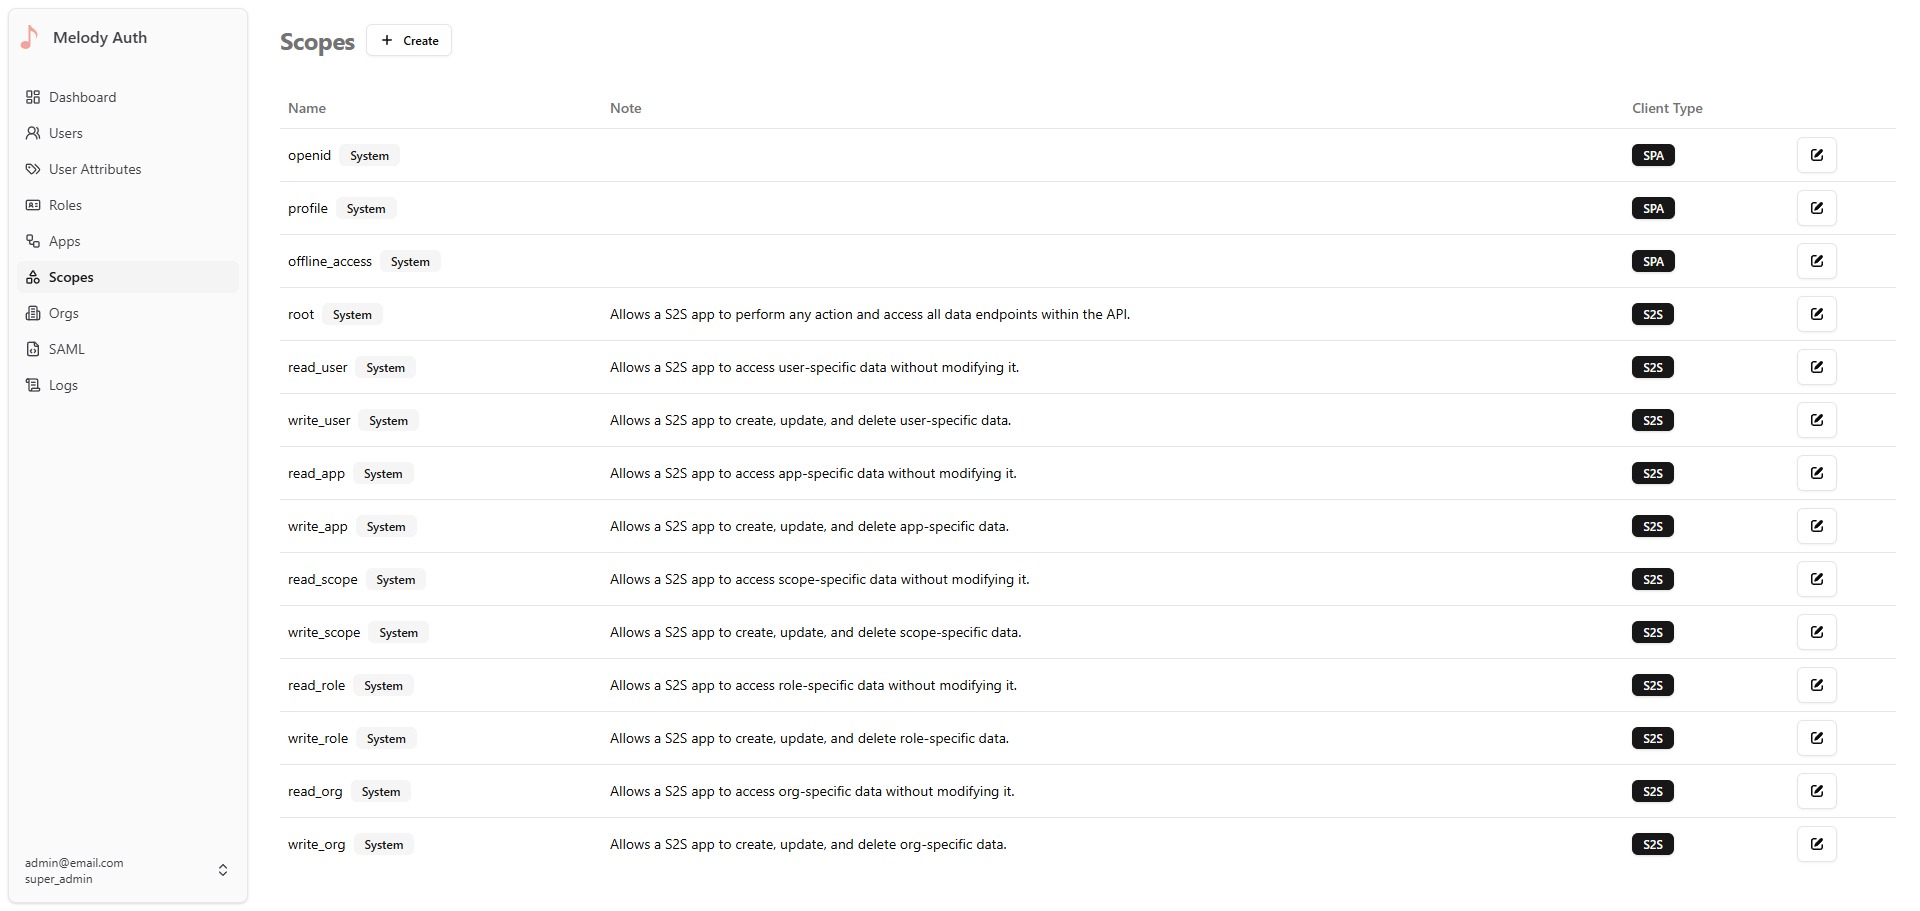 Melody Auth
Dashboard
Users
User Attributes
Roles
Apps
Scopes
Orgs
SAML
Logs
admin@email.com
super_admin
Scopes Create
Name Note Client Type
openid System SPA
profile System SPA
offline_access System SPA
root System Allows a S2S app to perform any action and access all data endpoints within the API. S2S
read_user System Allows a S2S app to access user-specific data without modifying it. S2S
write_user System Allows a S2S app to create, update, and delete user-specific data. S2S
read_app System Allows a S2S app to access app-specific data without modifying it. S2S
write_app System Allows a S2S app to create, update, and delete app-specific data. S2S
read_scope System Allows a S2S app to access scope-specific data without modifying it. S2S
write_scope System Allows a S2S app to create, update, and delete scope-specific data. S2S
read_role System Allows a S2S app to access role-specific data without modifying it. S2S
write_role System Allows a S2S app to create, update, and delete role-specific data. S2S
read_org System Allows a S2S app to access org-specific data without modifying it. S2S
write_org System Allows a S2S app to create, update, and delete org-specific data. S2S